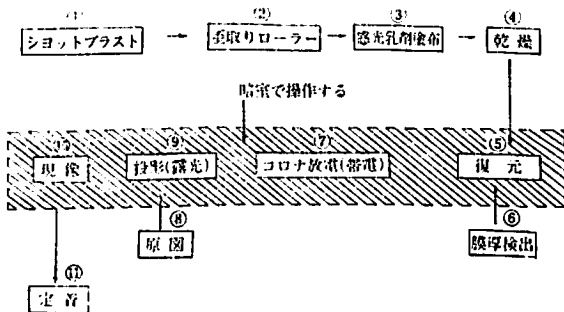 (1) (2) ③ ④
ショットブラスト → 歪取りローラー → 感光乳剤塗布 → 乾燥
暗室で操作する
⑩ ⑨ ⑦ ⑤
現像 投影(露光) コロナ放電(帯電) 復元
⑧ ⑥
原図 膜厚検出
⑪
定着